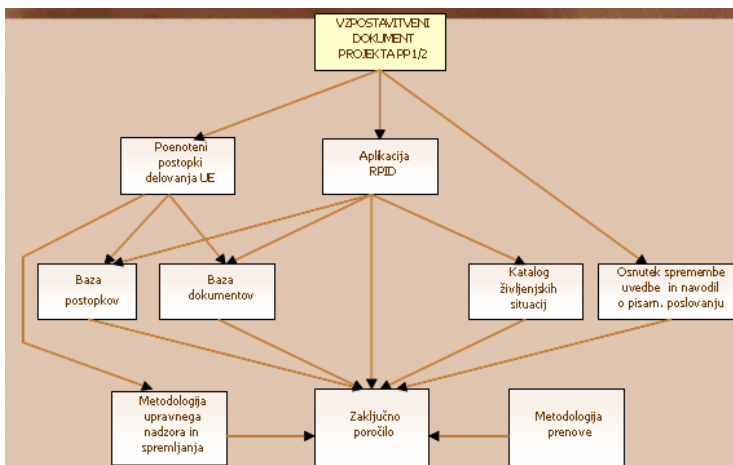 VZPOSTAVITVENI
DOKUMENT
PROJEKTA PP1/2
Poenoteni
postopki
delovanja UE
Aplikacija
RPID
Baza
postopkov
Baza
dokumentov
Katalog
življenjskih
situacij
Osnutek spremembe
uvedbe in navodil
o pisarn. poslovanju
Metodologija
upravnega
nadzora in
spremljanja
Zaključno
poročilo
Metodologija
prenove